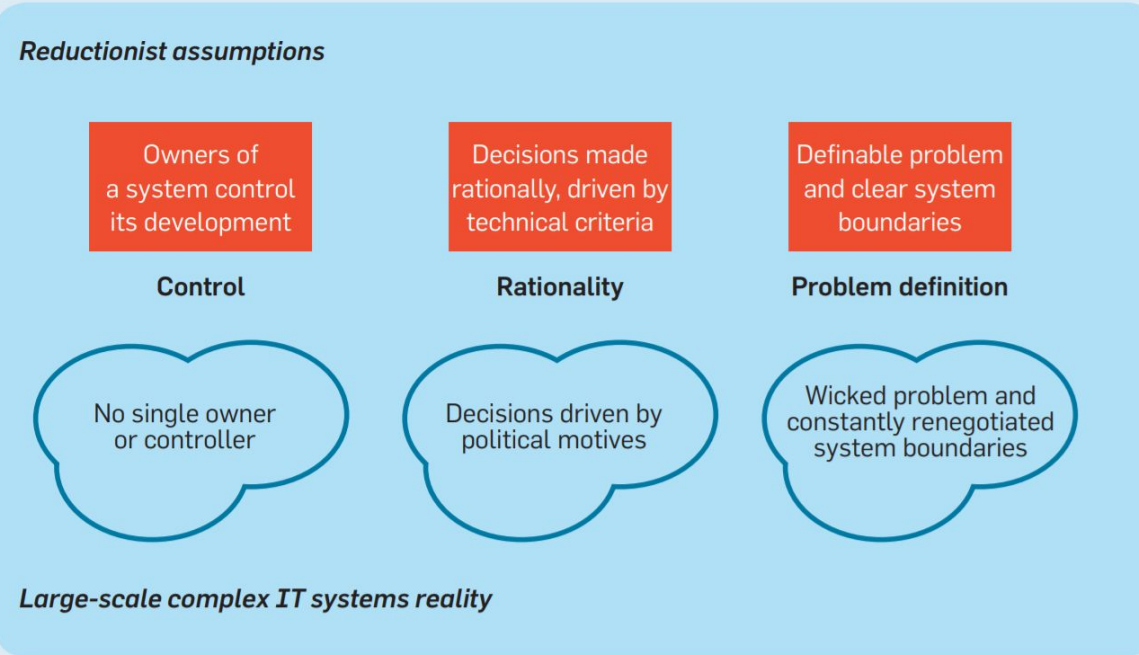 Reductionist assumptions
Owners of
a system control
its development
Decisions made
rationally, driven by
technical criteria
Definable problem
and clear system
boundaries
Control
Rationality
Problem definition
No single owner
or controller
Decisions driven by
political motives
Wicked problem and
constantly renegotiated
system boundaries
Large-scale complex IT systems reality